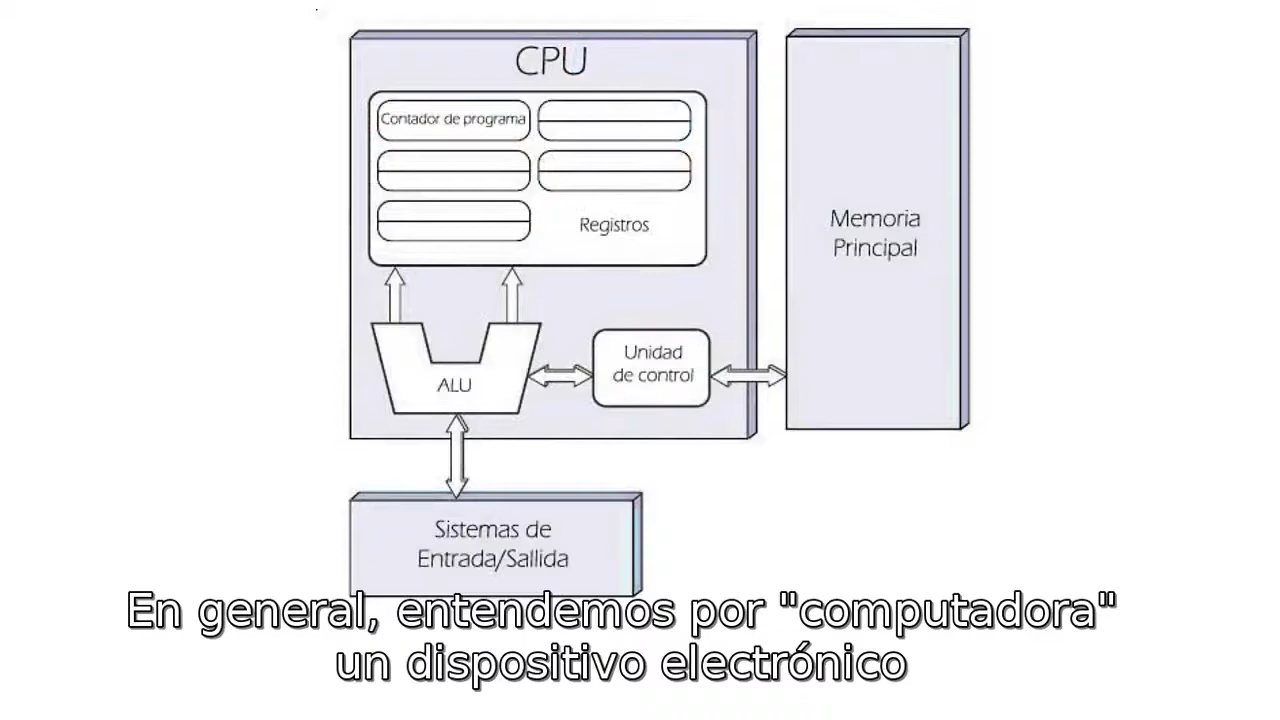 CPU
Contador de programa
Registros
Memoria
Principal
ALU
Unidad
de control
Sistemas de
Entrada/Sallida
En general, entendemos por "computadora"
un dispositivo electrónico